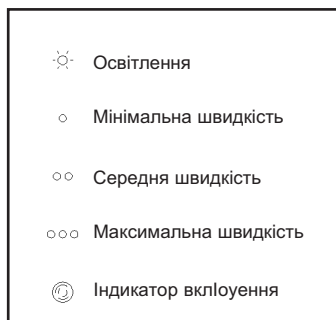 Освітлення
Мінімальна швидкість
Середня швидкість
Максимальна швидкість
Індикатор вклІоуення